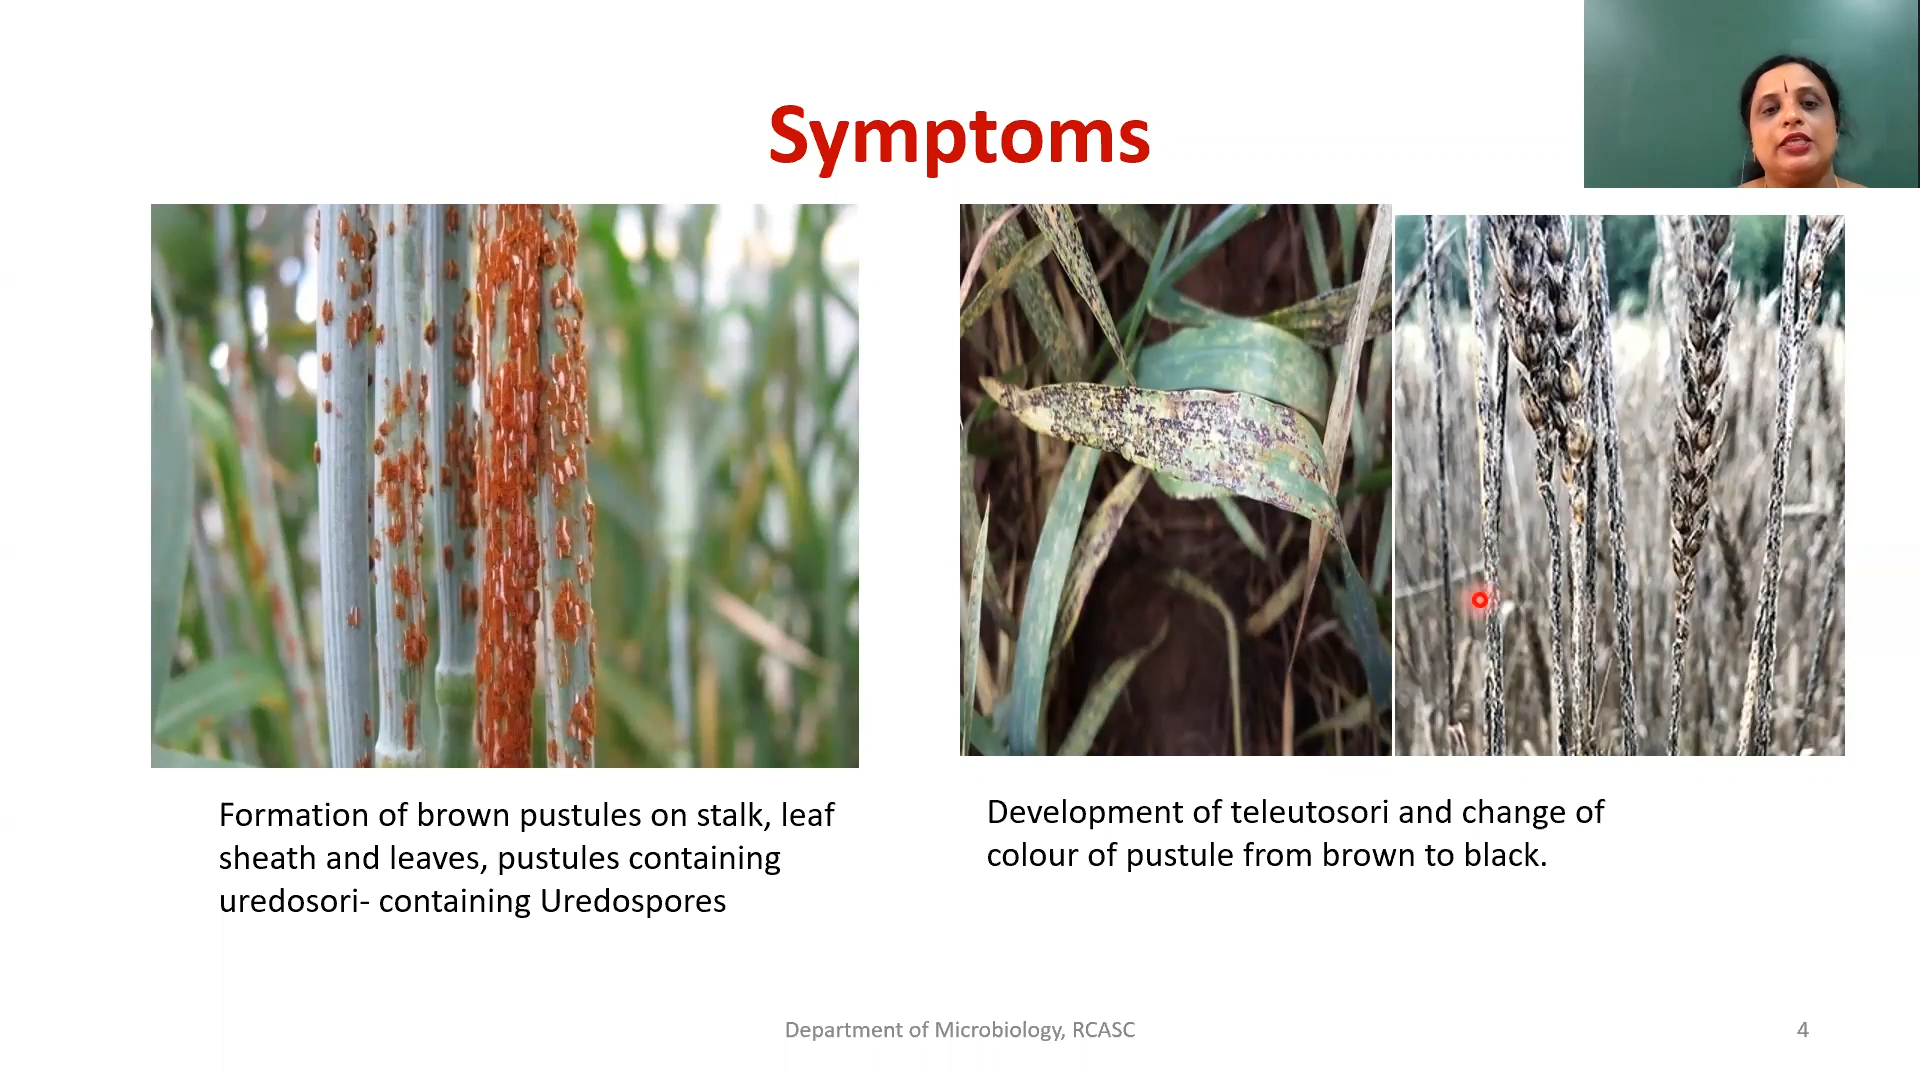 Symptoms
Formation of brown pustules on stalk, leaf
sheath and leaves, pustules containing
uredosori- containing Uredospores
Development of teleutosori and change of
colour of pustule from brown to black.
Department of Microbiology, RCASC
4